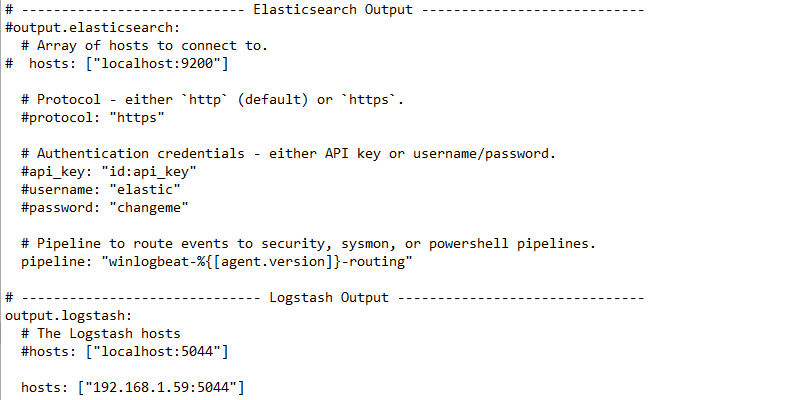 # ---------------------------- Elasticsearch Output ----------------------------
#output.elasticsearch:
  # Array of hosts to connect to.
#  hosts: ["localhost:9200"]

  # Protocol - either `http` (default) or `https`.
  #protocol: "https"

  # Authentication credentials - either API key or username/password.
  #api_key: "id:api_key"
  #username: "elastic"
  #password: "changeme"

  # Pipeline to route events to security, sysmon, or powershell pipelines.
  pipeline: "winlogbeat-%{[agent.version]}-routing"

# ------------------------------ Logstash Output -------------------------------
output.logstash:
  # The Logstash hosts
  #hosts: ["localhost:5044"]

  hosts: ["192.168.1.59:5044"]